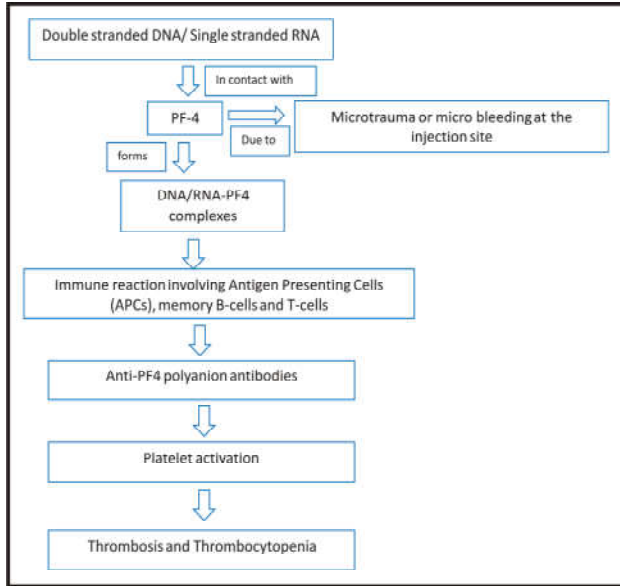 Double stranded DNA/ Single stranded RNA
In contact with
PF-4
Due to
Microtrauma or micro bleeding at the
injection site
forms
DNA/RNA-PF4
complexes
Immune reaction involving Antigen Presenting Cells
(APCs), memory B-cells and T-cells
Anti-PF4 polyanion antibodies
Platelet activation
Thrombosis and Thrombocytopenia